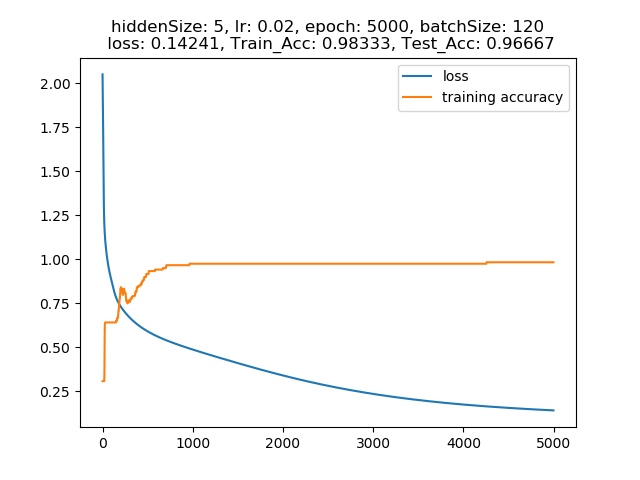 hiddenSize: 5, lr: 0.02, epoch: 5000, batchSize: 120
loss: 0.14241, Train_Acc: 0.98333, Test_Acc: 0.96667
loss
training accuracy
2.00
1.75
1.50
1.25
1.00
0.75
0.50
0.25
0 1000 2000 3000 4000 5000